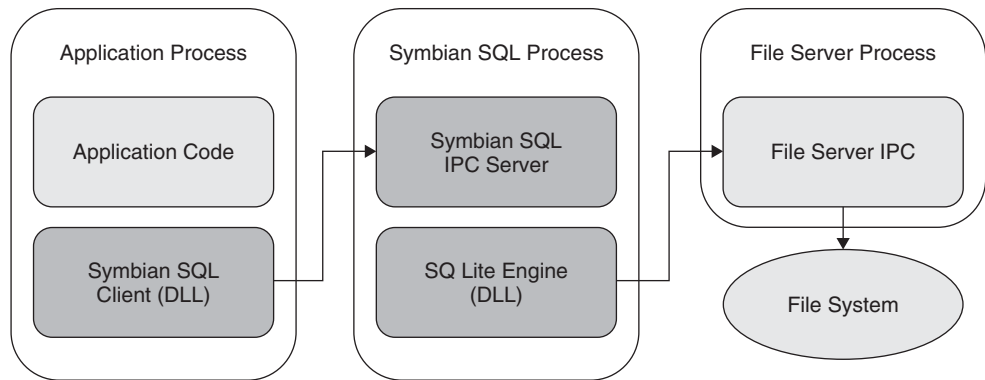 Application Process
Application Code
Symbian SQL
Client (DLL)
Symbian SQL Process
Symbian SQL
IPC Server
SQ Lite Engine
(DLL)
File Server Process
File Server IPC
File System